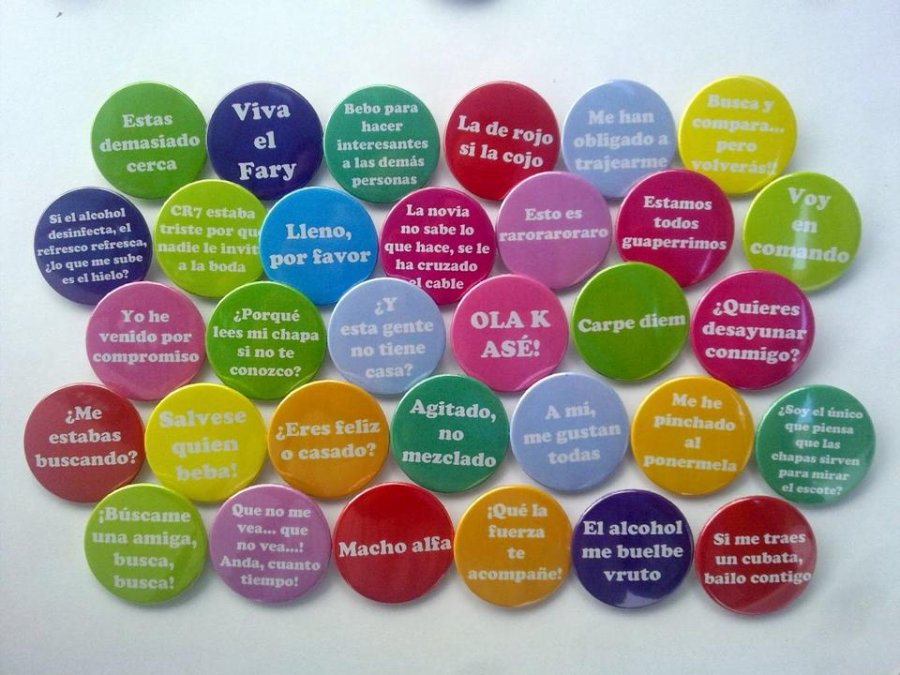 Estas
demasiado
cerca
Viva
el
Fary
Bebo para
hacer
interesantes
a las demás
personas
La de rojo
si la cojo
Me han
obligado a
trajearme
Busca y
compara...
pero
volverás!!
Si el alcohol
desinfecta, el
refresco refresca,
¿lo que me sube
es el hielo?
CR7 estaba
triste por qu
nadie le invit
a la boda
Lleno,
por favor
La novia
no sabe lo
que hace, se le
ha cruzado
el cable
Esto es
raroraroraro
Estamos
todos
guaperrimos
Voy
en
comando
Yo he
venido por
compromiso
¿Porqué
lees mi chapa
si no te
conozco?
¿Y
esta gente
no tiene
casa?
OLA K
ASÉ!
Carpe diem
¿Quieres
desayunar
conmigo?
¿Me
estabas
buscando?
Salvese
quien
beba!
¿Eres feliz
o casado?
Agitado,
no
mezclado
A mi,
me gustan
todas
Me he
pinchado
al
ponermela
¿Soy el único
que piensa
que las
chapas sirven
para mirar
el escote?
¡Búscame
una amiga,
busca,
busca!
Que no me
vea... que
no vea...!
Anda, cuanto
tiempo!
Macho alfa
¡Qué la
fuerza
te
acompañe!
El alcohol
me buelbe
vruto
Si me traes
un cubata,
bailo contigo